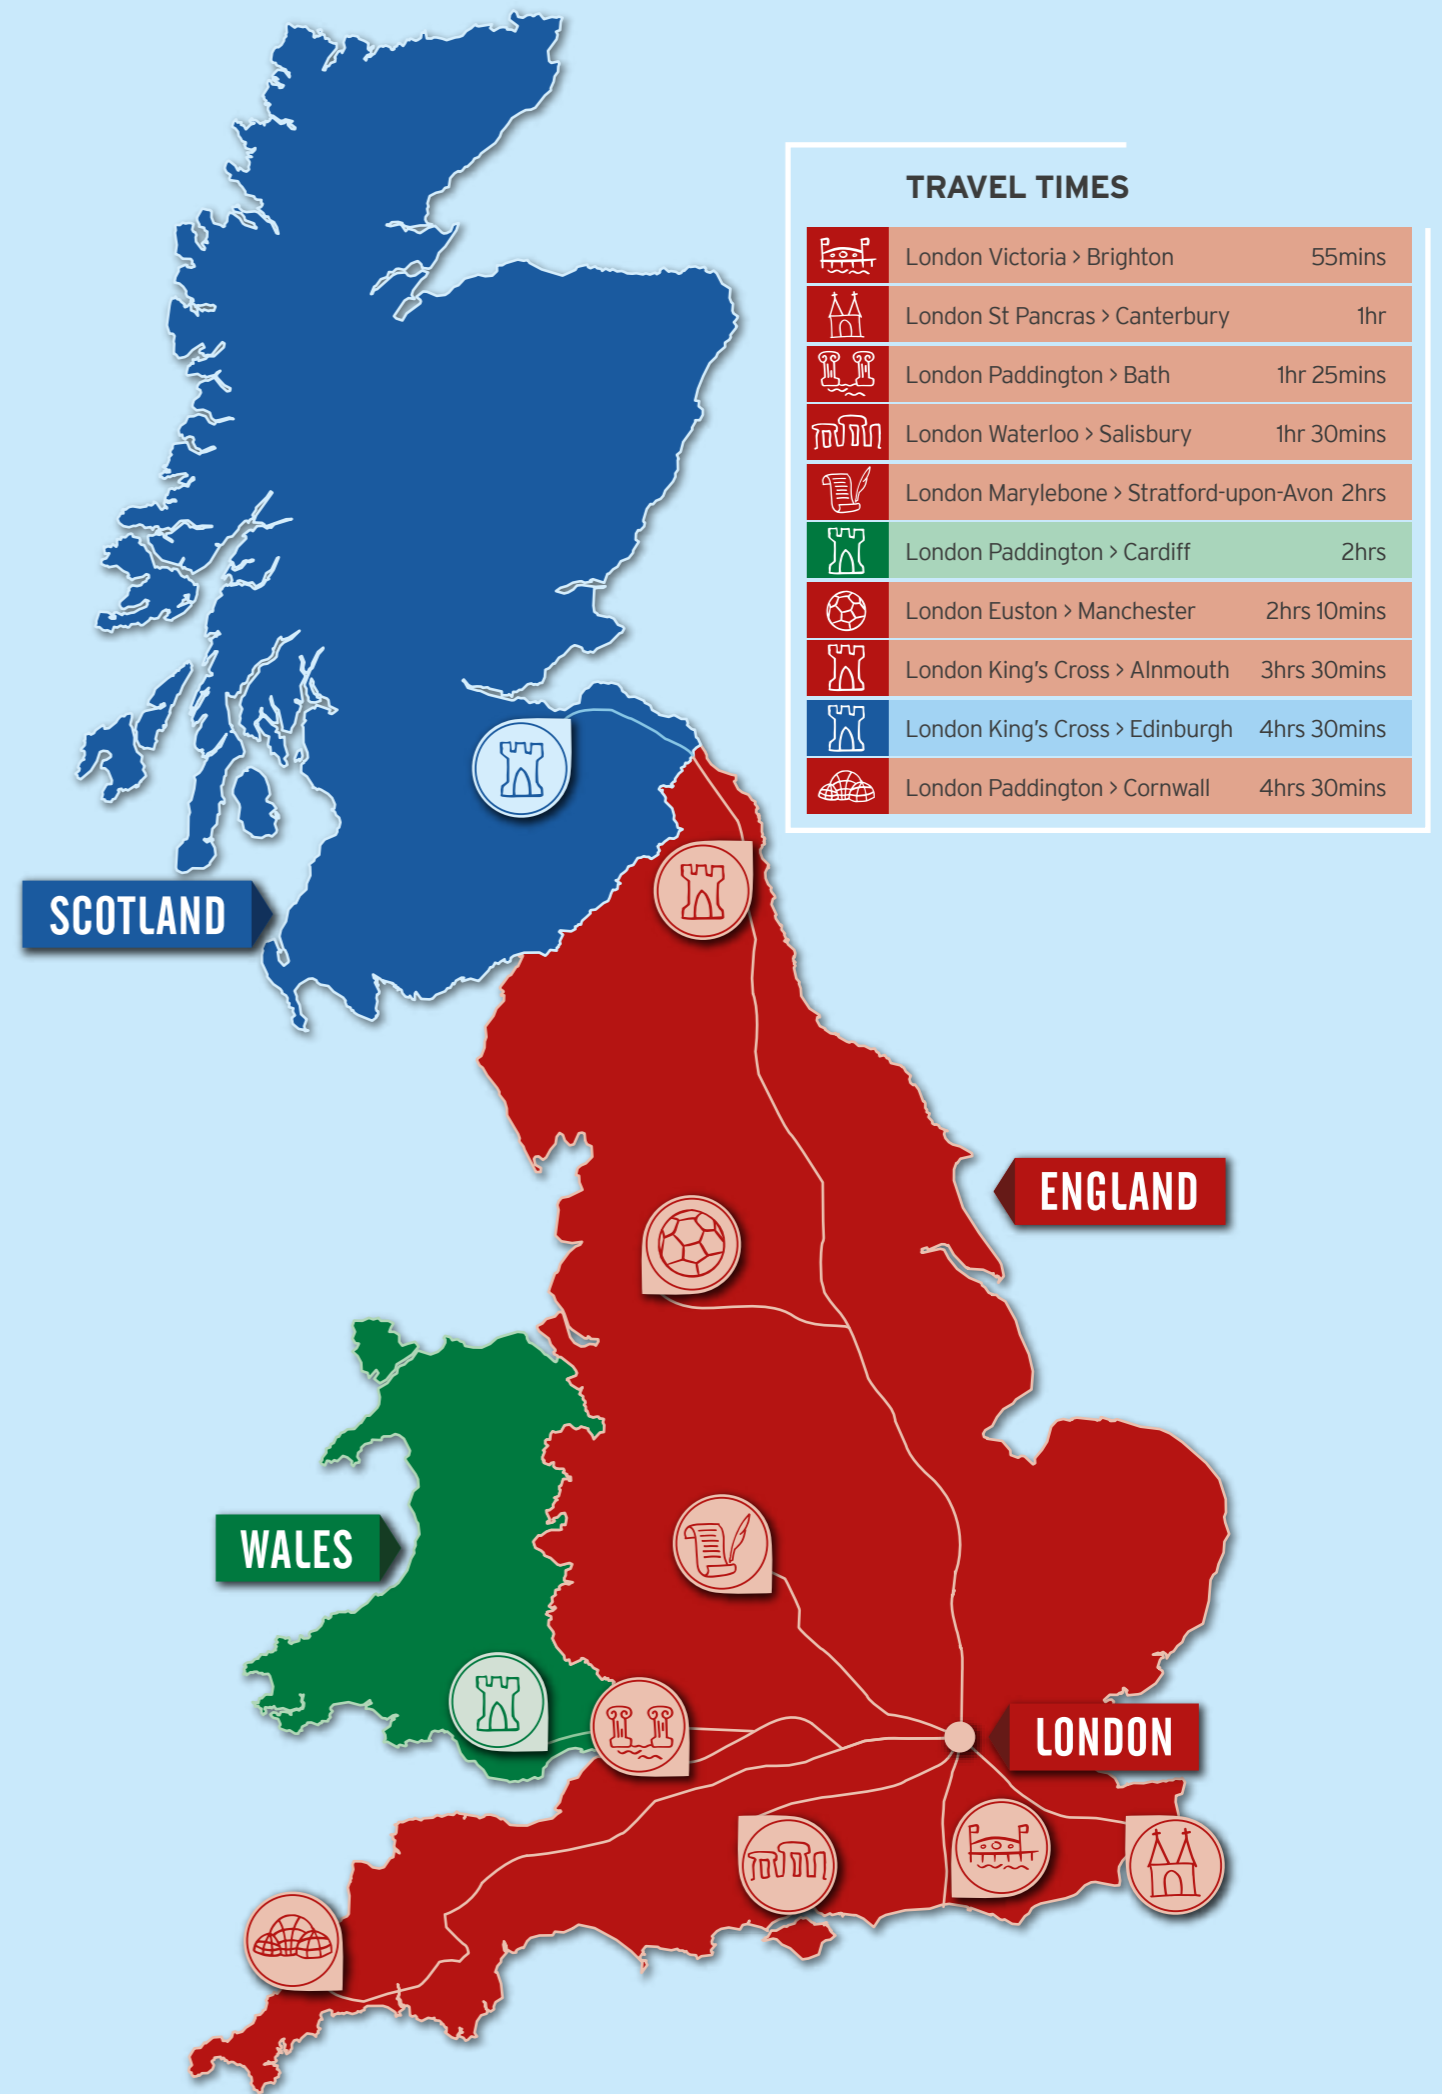 TRAVEL TIMES
London Victoria > Brighton 55mins
London St Pancras > Canterbury 1hr
London Paddington > Bath 1hr 25mins
London Waterloo > Salisbury 1hr 30mins
London Marylebone > Stratford-upon-Avon 2hrs
London Paddington > Cardiff 2hrs
London Euston > Manchester 2hrs 10mins
London King's Cross > Alnmouth 3hrs 30mins
London King's Cross > Edinburgh 4hrs 30mins
London Paddington > Cornwall 4hrs 30mins
SCOTLAND
ENGLAND
WALES
LONDON